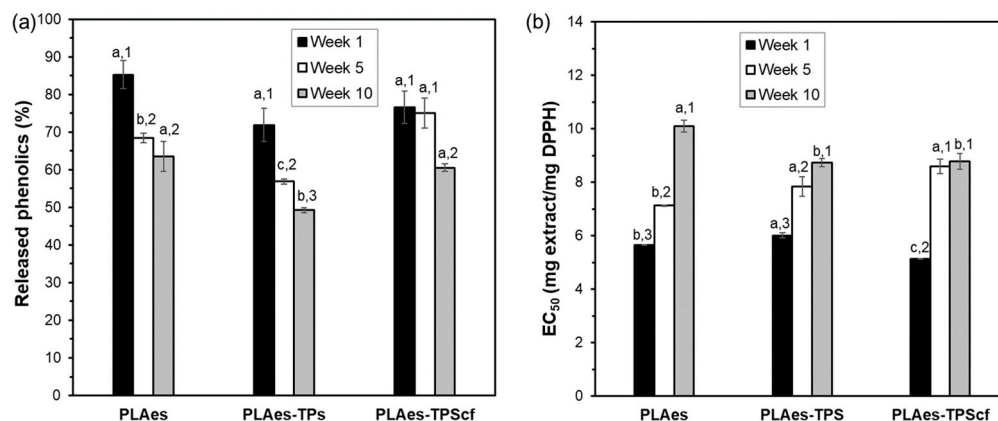 (a)
Released phenolics (%)
100
90
80
70
60
50
40
30
20
10
0
Week 1
Week 5
Week 10
a,1
b,2
a,2
a,1
c,2
b,3
a,1
a,1
a,2
PLAes
PLAes-TPs
PLAes-TPScf
(b)
EC50 (mg extract/mg DPPH)
14
12
10
8
6
4
2
0
Week 1
Week 5
Week 10
b,3
b,2
a,1
a,3
a,2
b,1
c,2
a,1
b,1
PLAes
PLAes-TPS
PLAes-TPScf